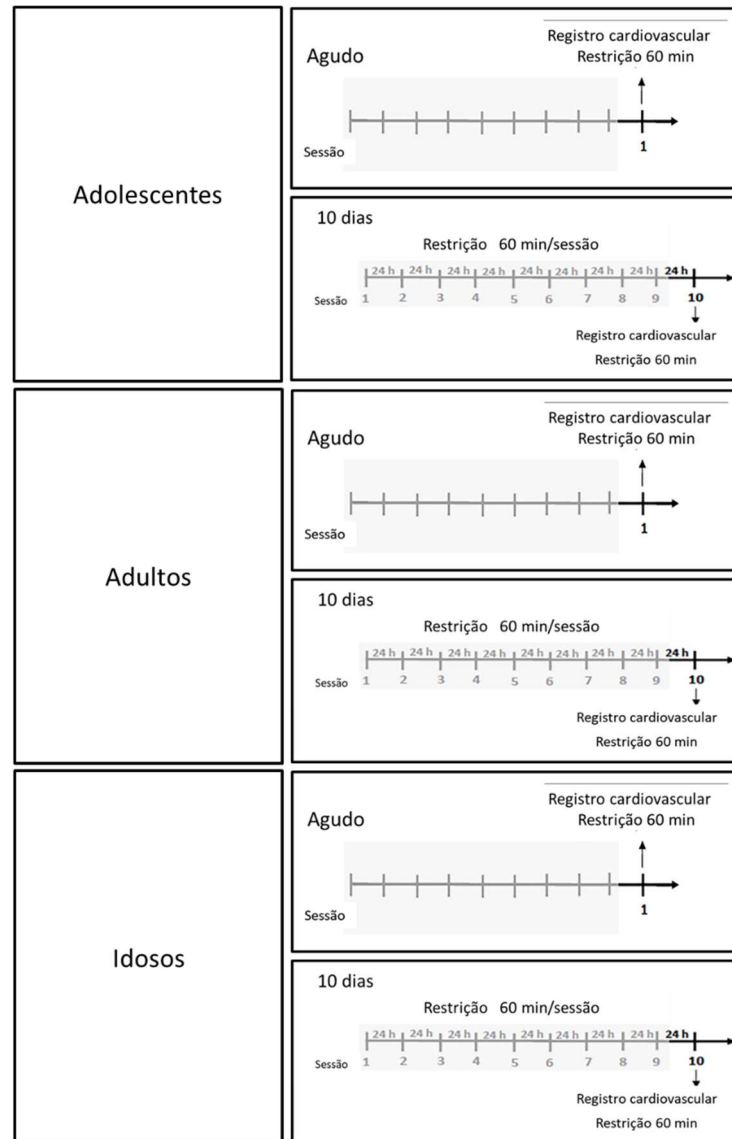 Adolescentes
Agudo
Registro cardiovascular
Restrição 60 min
Sessão
1
10 dias
Restrição 60 min/sessão
24 h 24 h 24 h 24 h 24 h 24 h 24 h 24 h 24 h
Sessão 1 2 3 4 5 6 7 8 9 10
Registro cardiovascular
Restrição 60 min
Adultos
Agudo
Registro cardiovascular
Restrição 60 min
Sessão
1
10 dias
Restrição 60 min/sessão
24 h 24 h 24 h 24 h 24 h 24 h 24 h 24 h 24 h
Sessão 1 2 3 4 5 6 7 8 9 10
Registro cardiovascular
Restrição 60 min
Idosos
Agudo
Registro cardiovascular
Restrição 60 min
Sessão
1
10 dias
Restrição 60 min/sessão
24 h 24 h 24 h 24 h 24 h 24 h 24 h 24 h 24 h
Sessão 1 2 3 4 5 6 7 8 9 10
Registro cardiovascular
Restrição 60 min